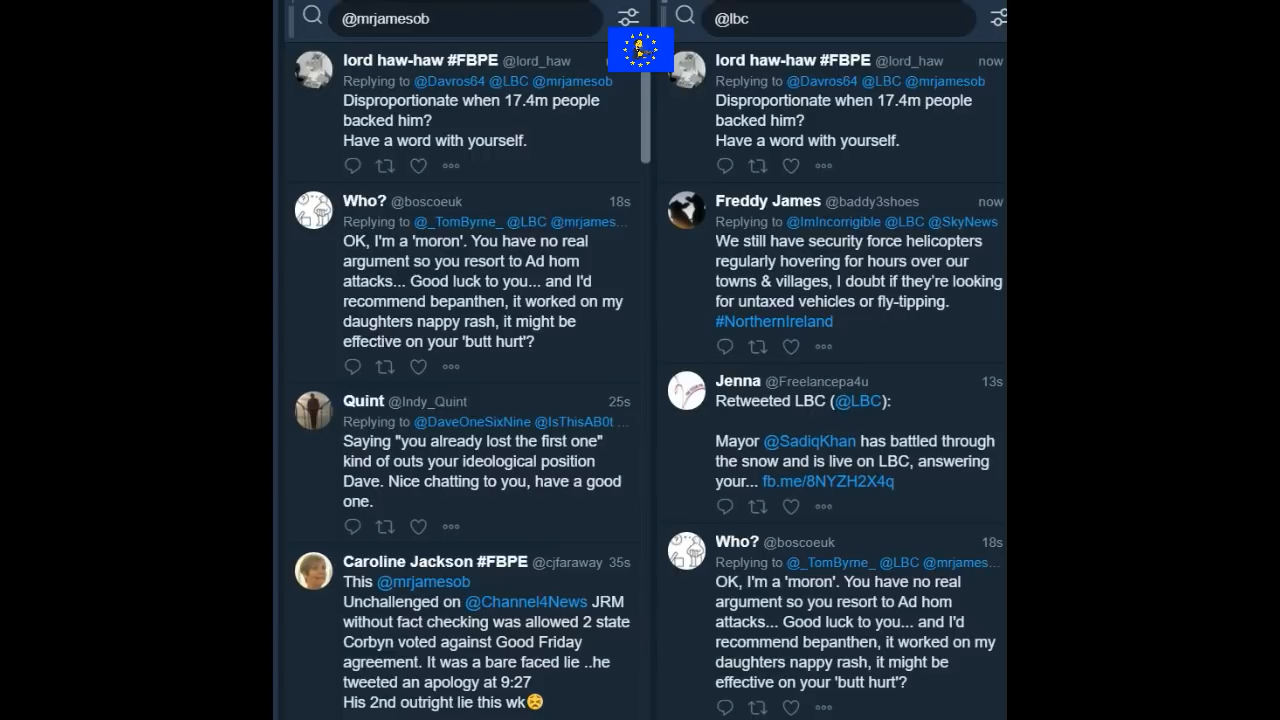 @mrjamesob
lord haw-haw #FBPE @lord_haw
Replying to @Davros64 @LBC @mrjamesob
Disproportionate when 17.4m people
backed him?
Have a word with yourself.
Who? @boscoeuk 18s
Replying to @_TomByrne_ @LBC @mrjames...
OK, I'm a 'moron'. You have no real
argument so you resort to Ad hom
attacks... Good luck to you... and I'd
recommend bepanthen, it worked on my
daughters nappy rash, it might be
effective on your 'butt hurt'?
Quint @Indy_Quint 25s
Replying to @DaveOneSixNine @IsThisAB0t ...
Saying "you already lost the first one"
kind of outs your ideological position
Dave. Nice chatting to you, have a good
one.
Caroline Jackson #FBPE @cjfaraway 35s
This @mrjamesob
Unchallenged on @Channel4News JRM
without fact checking was allowed 2 state
Corbyn voted against Good Friday
agreement. It was a bare faced lie ..he
tweeted an apology at 9:27
His 2nd outright lie this wk😣
@lbc
lord haw-haw #FBPE @lord_haw now
Replying to @Davros64 @LBC @mrjamesob
Disproportionate when 17.4m people
backed him?
Have a word with yourself.
Freddy James @baddy3shoes now
Replying to @ImIncorrigible @LBC @SkyNews
We still have security force helicopters
regularly hovering for hours over our
towns & villages, I doubt if they're looking
for untaxed vehicles or fly-tipping.
#NorthernIreland
Jenna @Freelancepa4u 13s
Retweeted LBC (@LBC):
Mayor @SadiqKhan has battled through
the snow and is live on LBC, answering
your... fb.me/8NYZH2X4q
Who? @boscoeuk 18s
Replying to @_TomByrne_ @LBC @mrjames...
OK, I'm a 'moron'. You have no real
argument so you resort to Ad hom
attacks... Good luck to you... and I'd
recommend bepanthen, it worked on my
daughters nappy rash, it might be
effective on your 'butt hurt'?